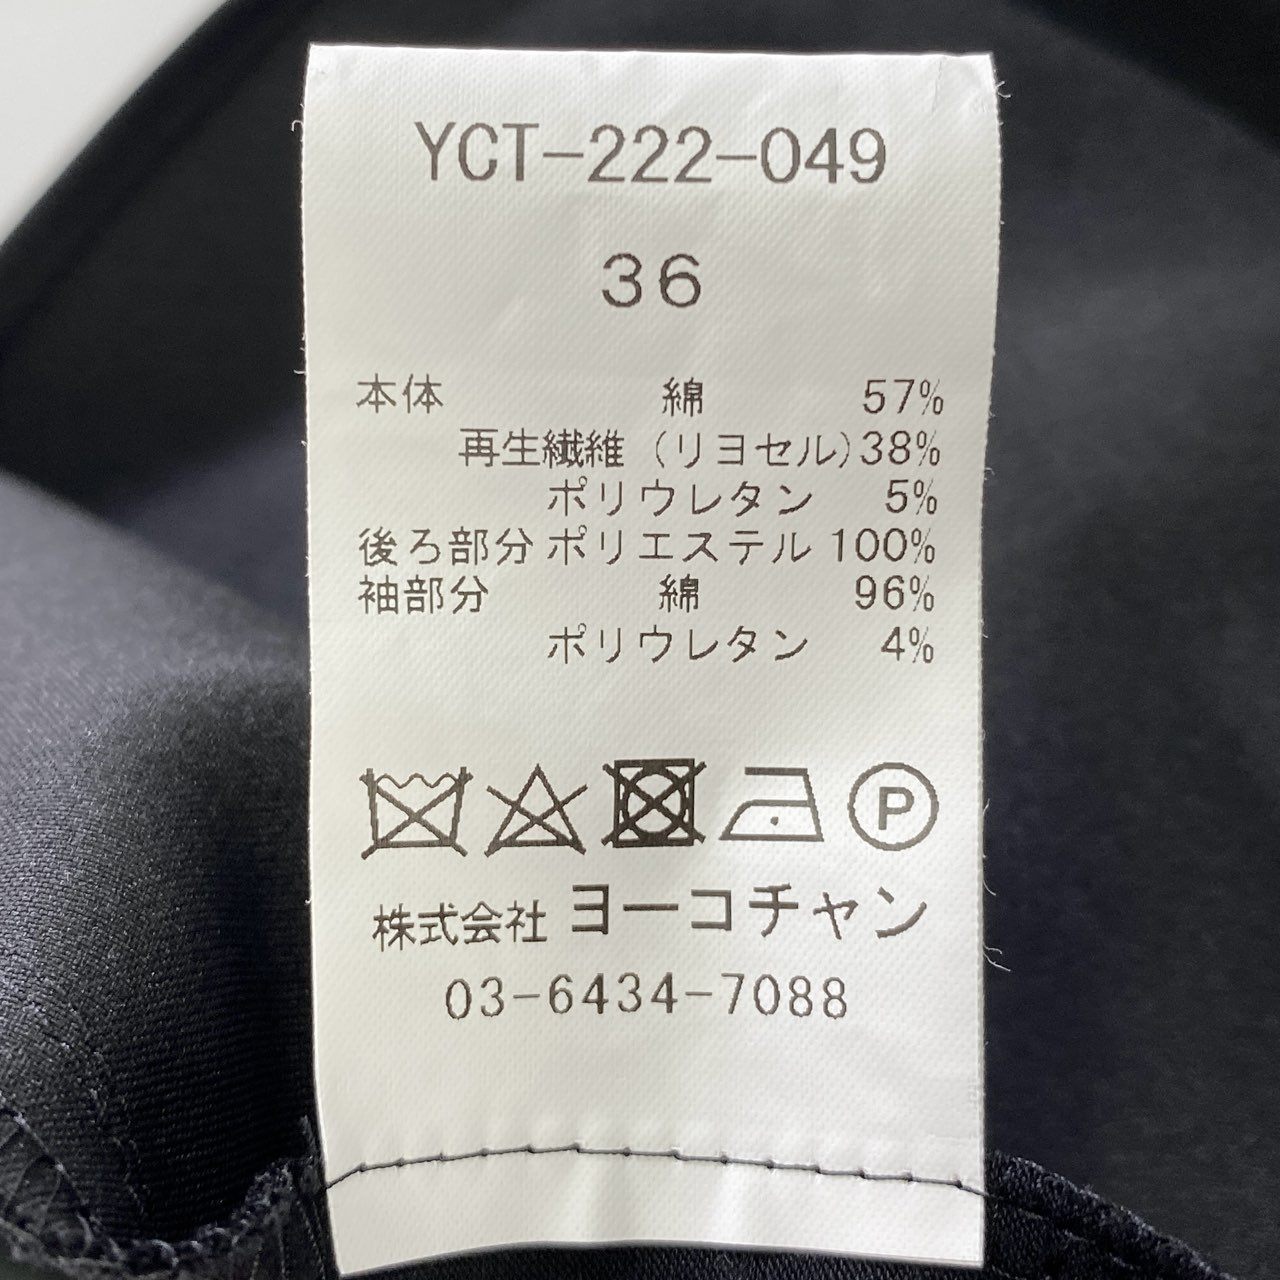 YCT-222-049
36
本体 綿 57%
再生繊維 (リヨセル)38%
ポリウレタン 5%
後ろ部分 ポリエステル 100%
袖部分 綿 96%
ポリウレタン 4%
P
株式会社 ヨーコチャン
03-6434-7088